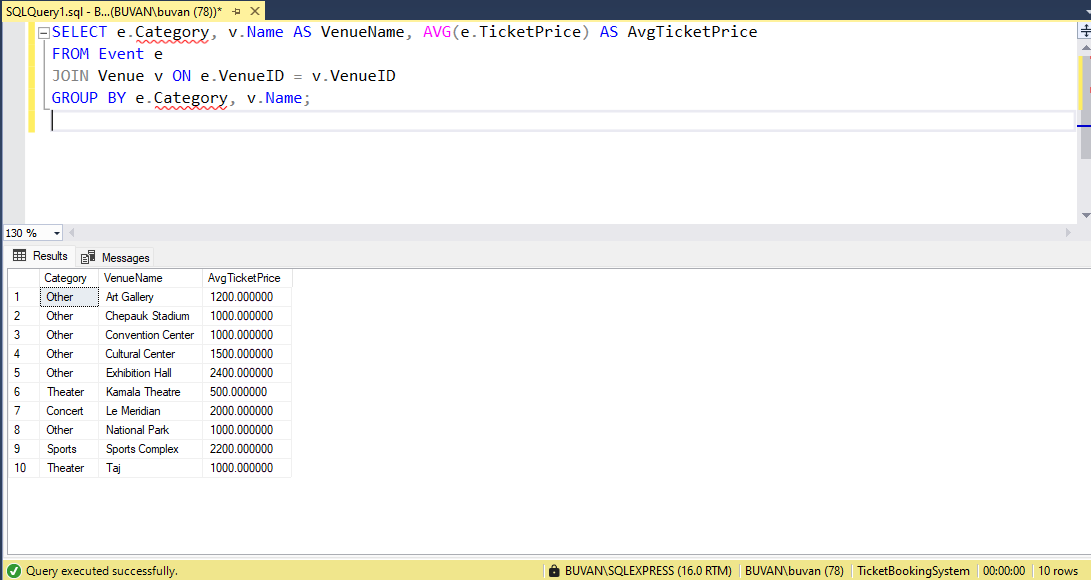 SQLQuery1.sql - B...(BUVAN\buvan (78))*
SELECT e.Category, v.Name AS VenueName, AVG(e.TicketPrice) AS AvgTicketPrice
FROM Event e
JOIN Venue v ON e.VenueID = v.VenueID
GROUP BY e.Category, v.Name;
130 %
Results Messages
Category VenueName AvgTicketPrice
1 Other Art Gallery 1200.000000
2 Other Chepauk Stadium 1000.000000
3 Other Convention Center 1000.000000
4 Other Cultural Center 1500.000000
5 Other Exhibition Hall 2400.000000
6 Theater Kamala Theatre 500.000000
7 Concert Le Meridian 2000.000000
8 Other National Park 1000.000000
9 Sports Sports Complex 2200.000000
10 Theater Taj 1000.000000
Query executed successfully. BUVAN\SQLEXPRESS (16.0 RTM) BUVAN\buvan (78) TicketBookingSystem 00:00:00 10 rows